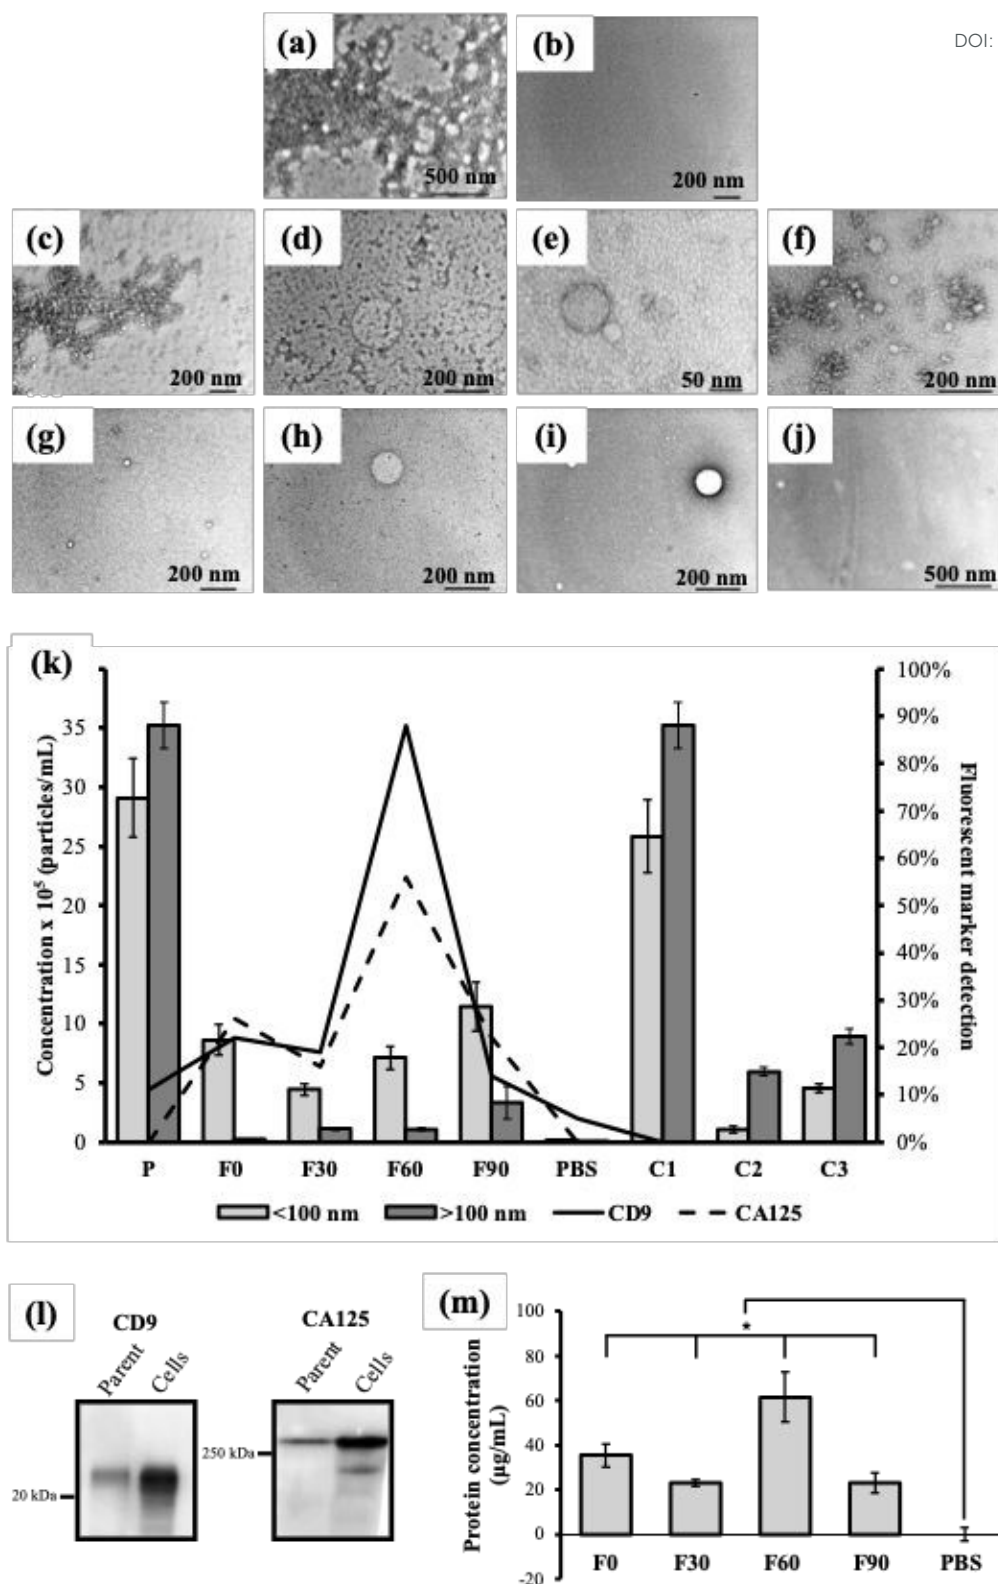 DOI:
(a)
500 nm
(b)
200 nm
(c)
200 nm
(d)
200 nm
(e)
50 nm
(f)
200 nm
(g)
200 nm
(h)
200 nm
(i)
200 nm
(j)
500 nm
(k)
Concentration x 10⁵ (particles/mL)
35
30
25
20
15
10
5
0
100%
90%
80%
70%
60%
50%
40%
30%
20%
10%
0%
Fluorescent marker detection
P F0 F30 F60 F90 PBS C1 C2 C3
<100 nm >100 nm CD9 CA125
(l)
CD9
Parent Cells
20 kDa
CA125
Parent Cells
250 kDa
(m)
Protein concentration
(µg/mL)
100
80
60
40
20
0
-20
*
F0 F30 F60 F90 PBS